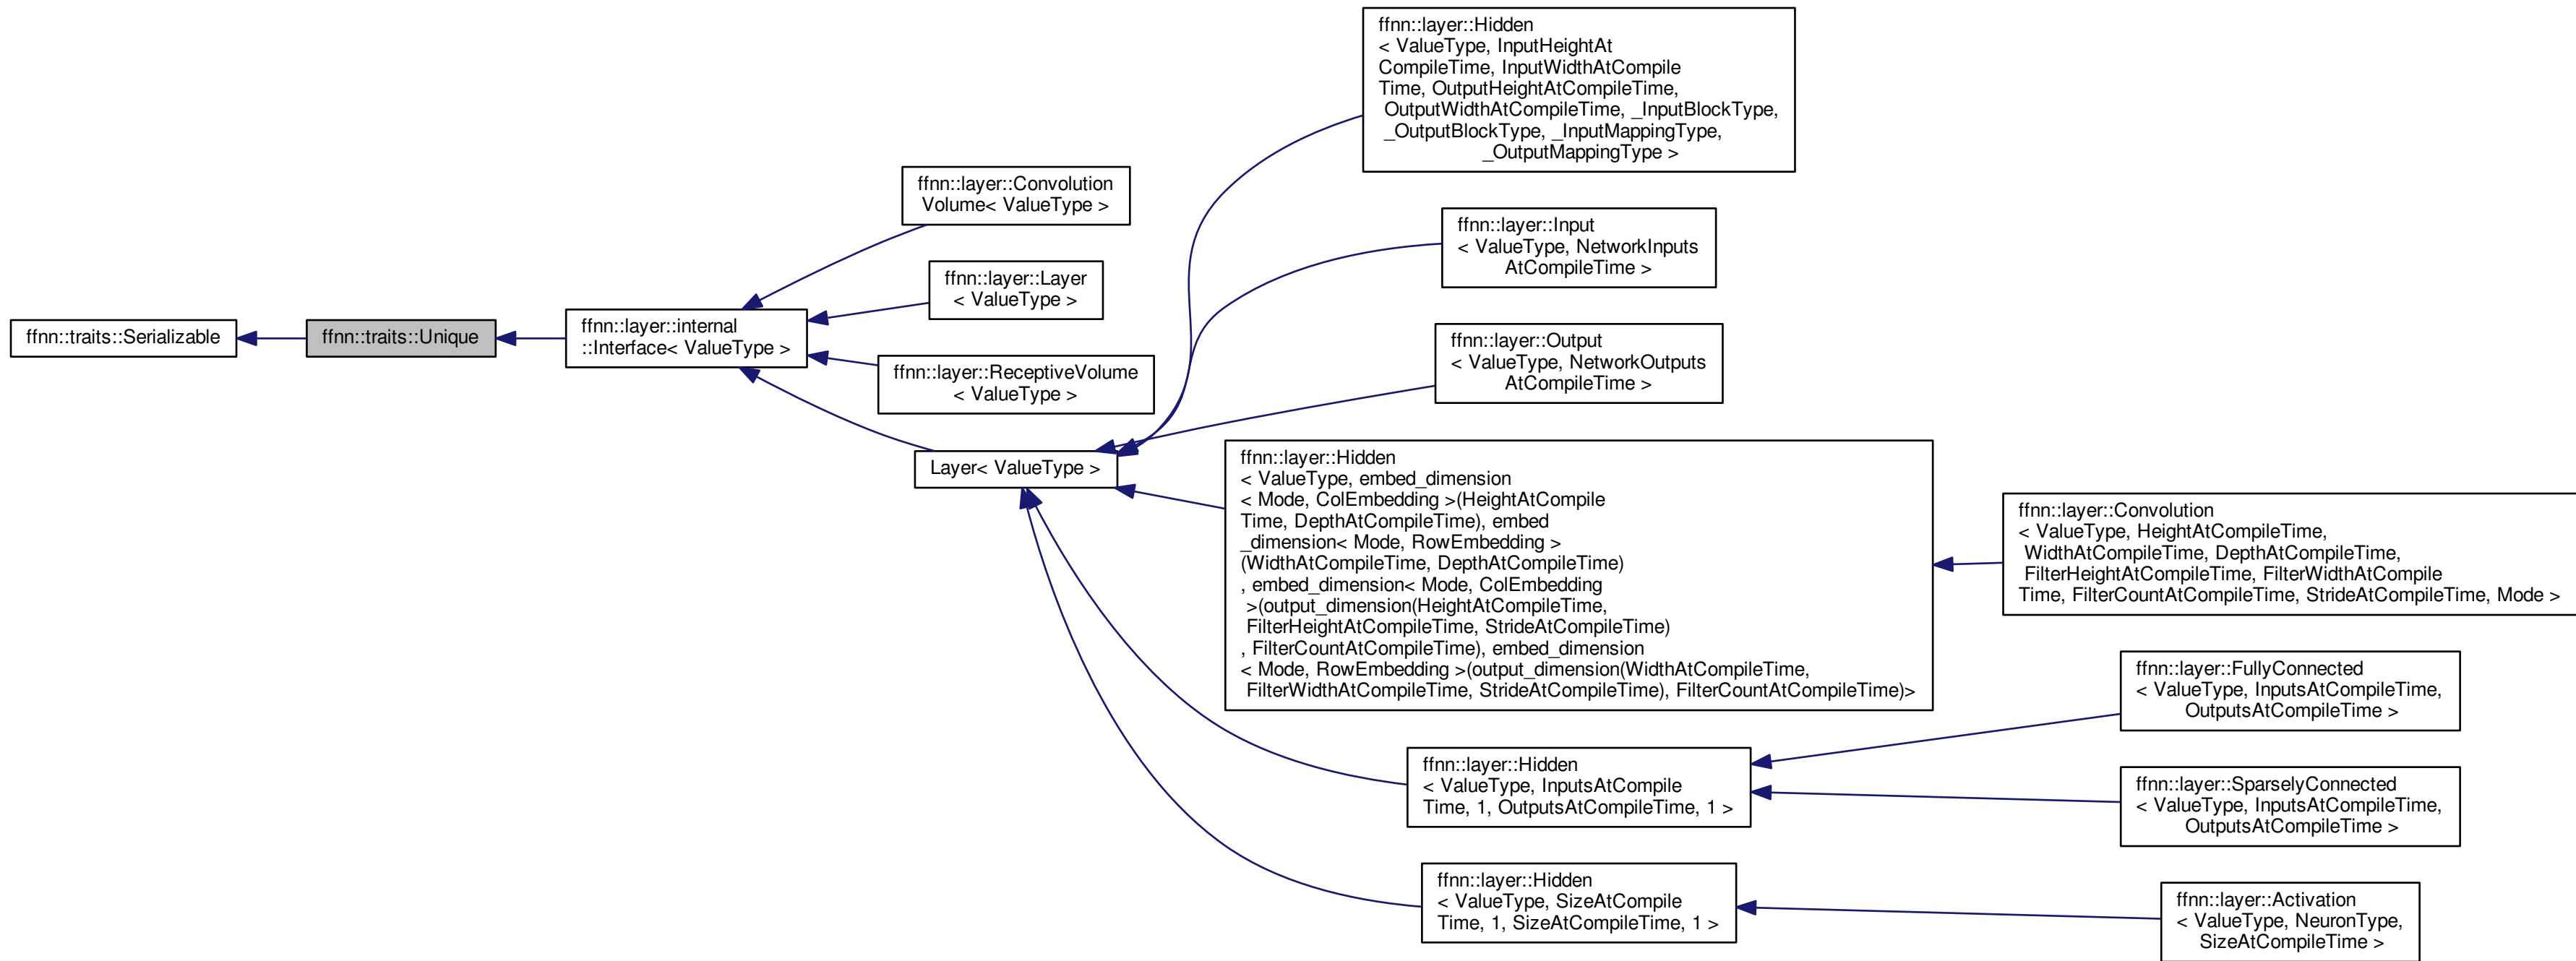 ffnn::traits::Serializable
ffnn::traits::Unique
ffnn::layer::internal
::Interface< ValueType >
ffnn::layer::Convolution
Volume< ValueType >
ffnn::layer::Layer
< ValueType >
ffnn::layer::ReceptiveVolume
< ValueType >
Layer< ValueType >
ffnn::layer::Hidden
< ValueType, InputHeightAt
CompileTime, InputWidthAtCompile
Time, OutputHeightAtCompileTime,
OutputWidthAtCompileTime, _InputBlockType,
_OutputBlockType, _InputMappingType,
_OutputMappingType >
ffnn::layer::Input
< ValueType, NetworkInputs
AtCompileTime >
ffnn::layer::Output
< ValueType, NetworkOutputs
AtCompileTime >
ffnn::layer::Hidden
< ValueType, embed_dimension
< Mode, ColEmbedding >(HeightAtCompile
Time, DepthAtCompileTime), embed
_dimension< Mode, RowEmbedding >
(WidthAtCompileTime, DepthAtCompileTime)
, embed_dimension< Mode, ColEmbedding
>(output_dimension(HeightAtCompileTime,
FilterHeightAtCompileTime, StrideAtCompileTime)
, FilterCountAtCompileTime), embed_dimension
< Mode, RowEmbedding >(output_dimension(WidthAtCompileTime,
FilterWidthAtCompileTime, StrideAtCompileTime), FilterCountAtCompileTime)>
ffnn::layer::Hidden
< ValueType, InputsAtCompile
Time, 1, OutputsAtCompileTime, 1 >
ffnn::layer::Hidden
< ValueType, SizeAtCompile
Time, 1, SizeAtCompileTime, 1 >
ffnn::layer::Convolution
< ValueType, HeightAtCompileTime,
WidthAtCompileTime, DepthAtCompileTime,
FilterHeightAtCompileTime, FilterWidthAtCompile
Time, FilterCountAtCompileTime, StrideAtCompileTime, Mode >
ffnn::layer::FullyConnected
< ValueType, InputsAtCompileTime,
OutputsAtCompileTime >
ffnn::layer::SparselyConnected
< ValueType, InputsAtCompileTime,
OutputsAtCompileTime >
ffnn::layer::Activation
< ValueType, NeuronType,
SizeAtCompileTime >